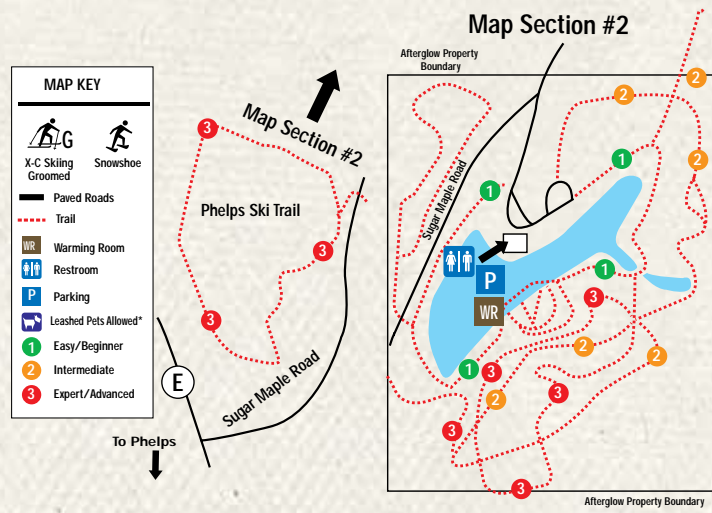 Map Section #2
Afterglow Property
Boundary
MAP KEY
G
X-C Skiing
Groomed
Snowshoe
Paved Roads
Trail
WR Warming Room
Restroom
P Parking
Leashed Pets Allowed*
1 Easy/Beginner
2 Intermediate
3 Expert/Advanced
Map Section #2
3
Phelps Ski Trail
3
3
E
Sugar Maple Road
To Phelps
2
2
2
1
1
Sugar Maple Road
P
WR
1
3
2
2
1
3
2
3
3
3
Afterglow Property Boundary